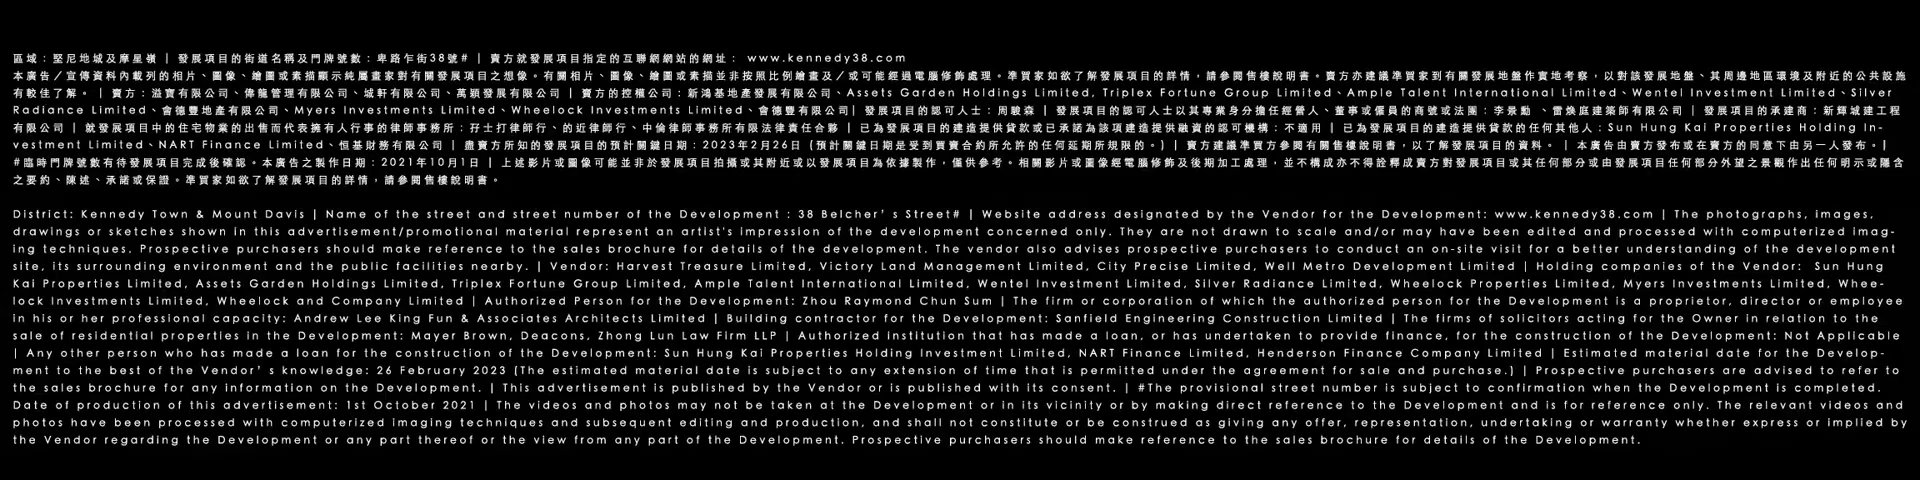 區域：堅尼地城及摩星嶺 | 發展項目的街道名稱及門牌號數：卑路乍街38號# | 賣方就發展項目指定的互聯網網站的網址： www.kennedy38.com
本廣告／宣傳資料內載列的相片、圖像、繪圖或素描顯示純屬畫家對有關發展項目之想像。有關相片、圖像、繪圖或素描並非按照比例繪畫及／或可能經過電腦修飾處理。準買家如欲了解發展項目的詳情，請參閱售樓說明書。賣方亦建議準買家到有關發展地盤作實地考察，以對該發展地盤、其周邊地區環境及附近的公共設施
有較佳了解。 | 賣方：溢寶有限公司、偉龍管理有限公司、城軒有限公司、萬穎發展有限公司 | 賣方的控權公司：新鴻基地產發展有限公司、Assets Garden Holdings Limited, Triplex Fortune Group Limited、Ample Talent International Limited、Wentel Investment Limited、Silver
Radiance Limited、會德豐地產有限公司、Myers Investments Limited、Wheelock Investments Limited、會德豐有限公司| 發展項目的認可人士：周駿森 | 發展項目的認可人士以其專業身分擔任經營人、董事或僱員的商號或法團：李景勳 、雷煥庭建築師有限公司 | 發展項目的承建商：新輝城建工程
有限公司 | 就發展項目中的住宅物業的出售而代表擁有人行事的律師事務所：孖士打律師行、的近律師行、中倫律師事務所有限法律責任合夥 | 已為發展項目的建造提供貸款或已承諾為該項建造提供融資的認可機構：不適用 | 已為發展項目的建造提供貸款的任何其他人：Sun Hung Kai Properties Holding In-
vestment Limited、NART Finance Limited、恒基財務有限公司 | 盡賣方所知的發展項目的預計關鍵日期：2023年2月26日 (預計關鍵日期是受到買賣合約所允許的任何延期所規限的。) | 賣方建議準買方參閱有關售樓說明書，以了解發展項目的資料。 | 本廣告由賣方發布或在賣方的同意下由另一人發布。|
#臨時門牌號數有待發展項目完成後確認。本廣告之製作日期：2021年10月1日 | 上述影片或圖像可能並非於發展項目拍攝或其附近或以發展項目為依據製作，僅供參考。相關影片或圖像經電腦修飾及後期加工處理，並不構成亦不得詮釋成賣方對發展項目或其任何部分或由發展項目任何部分外望之景觀作出任何明示或隱含
之要約、陳述、承諾或保證。準買家如欲了解發展項目的詳情，請參閱售樓說明書。
District: Kennedy Town & Mount Davis | Name of the street and street number of the Development : 38 Belcher' s Street# | Website address designated by the Vendor for the Development: www.kennedy38.com | The photographs, images,
drawings or sketches shown in this advertisement/promotional material represent an artist's impression of the development concerned only. They are not drawn to scale and/or may have been edited and processed with computerized imag-
ing techniques. Prospective purchasers should make reference to the sales brochure for details of the development. The vendor also advises prospective purchasers to conduct an on-site visit for a better understanding of the development
site, its surrounding environment and the public facilities nearby. | Vendor: Harvest Treasure Limited, Victory Land Management Limited, City Precise Limited, Well Metro Development Limited | Holding companies of the Vendor: Sun Hung
Kai Properties Limited, Assets Garden Holdings Limited, Triplex Fortune Group Limited, Ample Talent International Limited, Wentel Investment Limited, Silver Radiance Limited, Wheelock Properties Limited, Myers Investments Limited, Whee-
lock Investments Limited, Wheelock and Company Limited | Authorized Person for the Development: Zhou Raymond Chun Sum | The firm or corporation of which the authorized person for the Development is a proprietor, director or employee
in his or her professional capacity: Andrew Lee King Fun & Associates Architects Limited | Building contractor for the Development: Sanfield Engineering Construction Limited | The firms of solicitors acting for the Owner in relation to the
sale of residential properties in the Development: Mayer Brown, Deacons, Zhong Lun Law Firm LLP | Authorized Institution that has made a loan, or has undertaken to provide finance, for the construction of the Development: Not Applicable
| Any other person who has made a loan for the construction of the Development: Sun Hung Kai Properties Holding Investment Limited, NART Finance Limited, Henderson Finance Company Limited | Estimated material date for the Develop-
ment to the best of the Vendor' s knowledge: 26 February 2023 (The estimated material date is subject to any extension of time that is permitted under the agreement for sale and purchase.) | Prospective purchasers are advised to refer to
the sales brochure for any information on the Development. | This advertisement is published by the Vendor or is published with its consent. | #The provisional street number is subject to confirmation when the Development is completed.
Date of production of this advertisement: 1st October 2021 | The videos and photos may not be taken at the Development or in its vicinity or by making direct reference to the Development and is for reference only. The relevant videos and
photos have been processed with computerized imaging techniques and subsequent editing and production, and shall not constitute or be construed as giving any offer, representation, undertaking or warranty whether express or implied by
the Vendor regarding the Development or any part thereof or the view from any part of the Development. Prospective purchasers should make reference to the sales brochure for details of the Development.